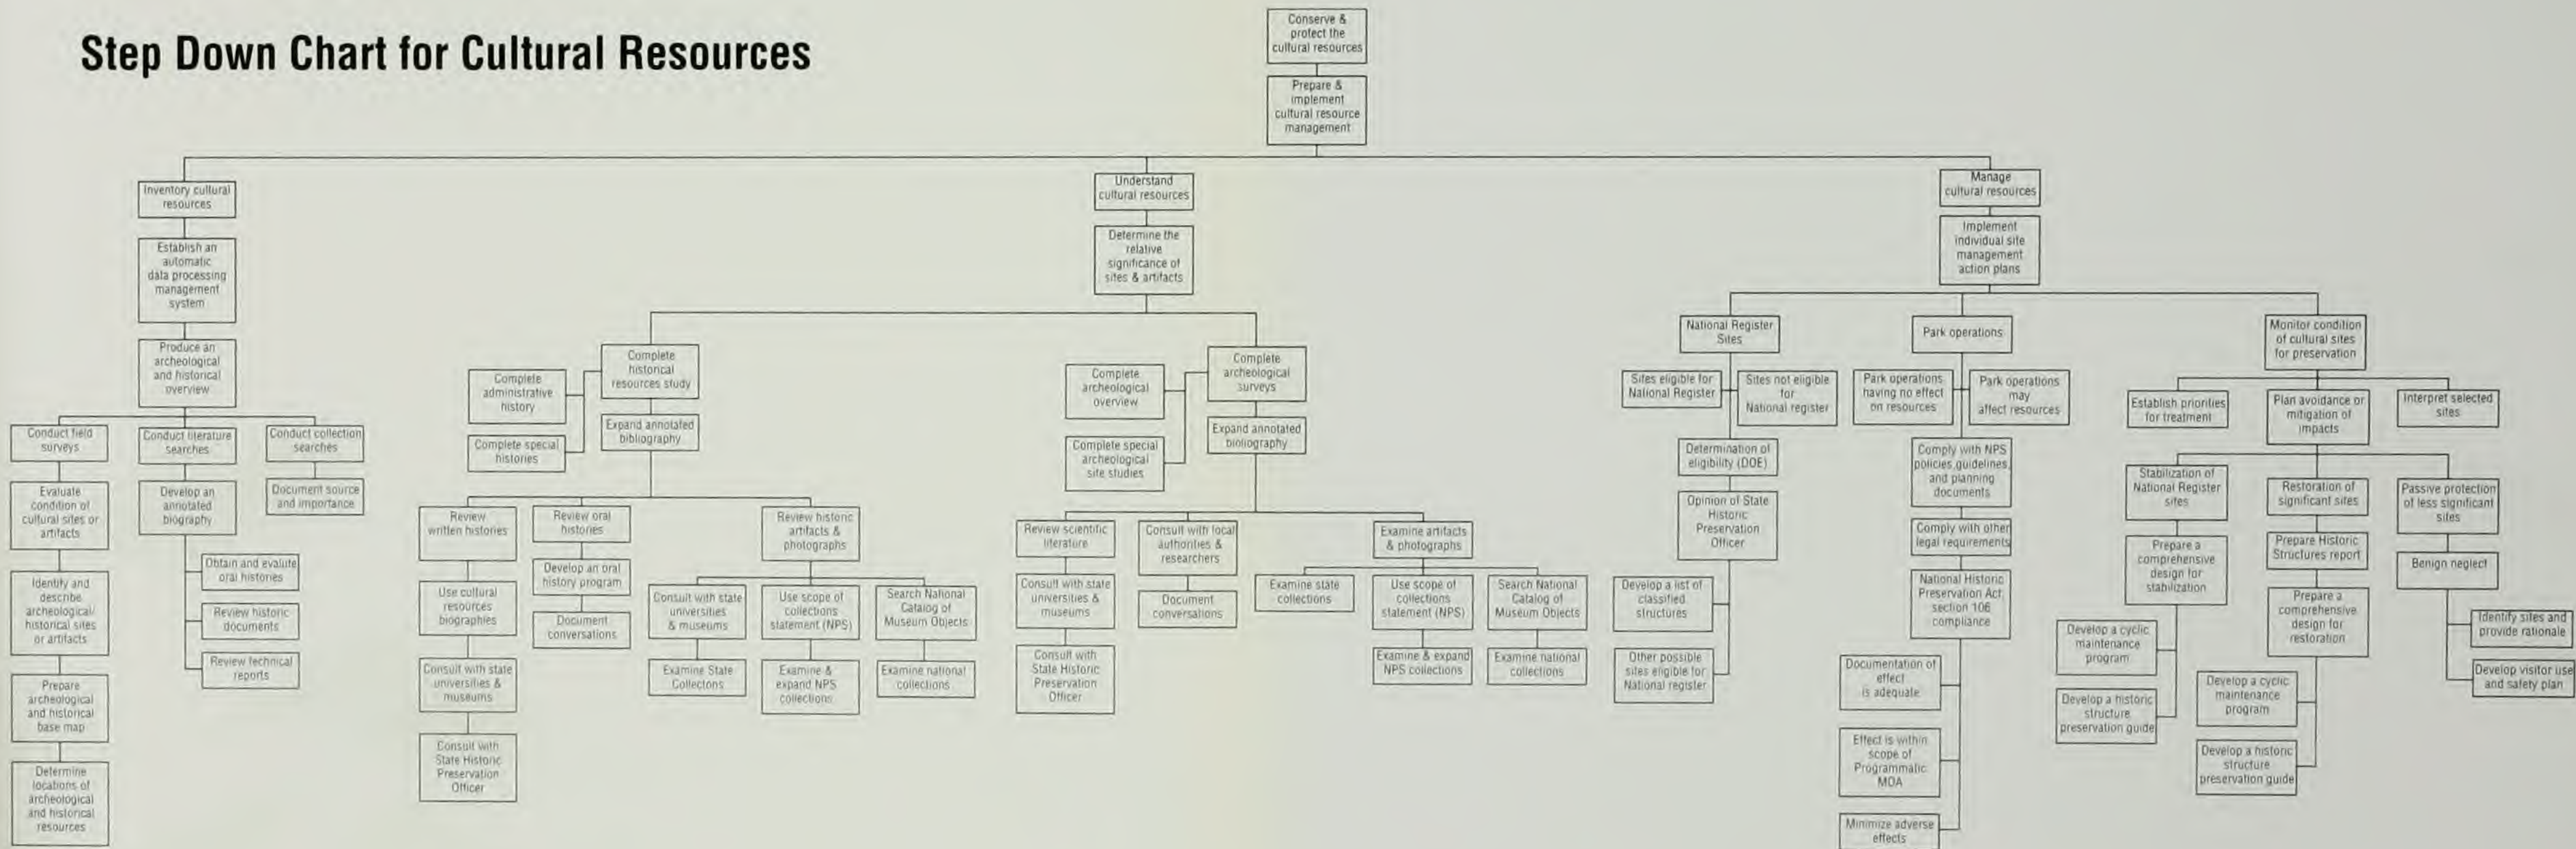 Step Down Chart for Cultural Resources
Conserve &
protect the
cultural resources
Prepare &
implement
cultural resource
management
Inventory cultural
resources
Establish an
automatic
data processing
management
system
Produce an
archeological
and historical
overview
Conduct field
surveys
Evaluate
condition of
cultural sites or
artifacts
Identify and
describe
archeological/
historical sites
or artifacts
Prepare
archeological
and historical
base map
Determine
locations of
archeological
and historical
resources
Conduct literature
searches
Develop an
annotated
biography
Obtain and evalute
oral histories
Review historic
documents
Review technical
reports
Conduct collection
searches
Document source
and importance
Understand
cultural resources
Determine the
relative
significance of
sites & artifacts
Complete
historical
resources study
Complete
administrative
history
Complete special
histories
Expand annotated
bibliography
Review
written histories
Use cultural
resources
biographies
Consult with state
universities &
museums
Consult with
State Historic
Preservation
Officer
Review oral
histories
Develop an oral
history program
Document
conversations
Review historic
artifacts &
photographs
Consult with state
universities
& museums
Examine State
Collectons
Use scope of
collections
statement (NPS)
Examine &
expand NPS
collections
Search National
Catalog of
Museum Objects
Examine national
collections
Complete
archeological
surveys
Complete
archeological
overview
Complete special
archeological
site studies
Expand annotated
bioliography
Review scientific
literature
Consult with state
universities &
museums
Consult with
State Historic
Preservation
Officer
Consult with local
authorities &
researchers
Document
conversations
Examine artifacts
& photographs
Examine state
collections
Use scope of
collections
statement (NPS)
Examine & expand
NPS collections
Search National
Catalog of
Museum Objects
Examine national
collections
Manage
cultural resources
Implement
individual site
management
action plans
National Register
Sites
Sites eligible for
National Register
Sites not eligible
for
National register
Determination of
eligibility (DOE)
Opinion of State
Historic
Preservation
Officer
Develop a list of
classified
structures
Other possible
sites eligible for
National register
Park operations
Park operations
having no effect
on resources
Park operations
may
affect resources
Comply with NPS
policies, guidelines,
and planning
documents
Comply with other
legal requirements
National Historic
Preservation Act,
section 106
compliance
Documentation of
effect
is adequate
Effect is within
scope of
Programmatic
MOA
Minimize adverse
effects
Monitor condition
of cultural sites
for preservation
Establish priorities
for treatment
Plan avoidance or
mitigation of
impacts
Interpret selected
sites
Stabilization of
National Register
sites
Prepare a
comprehensive
design for
stabilization
Develop a cyclic
maintenance
program
Develop a historic
structure
preservation guide
Restoration of
significant sites
Prepare Historic
Structures report
Prepare a
comprehensive
design for
restoration
Develop a cyclic
maintenance
program
Develop a historic
structure
preservation guide
Passive protection
of less significant
sites
Benign neglect
Identify sites and
provide rationale
Develop visitor use
and safety plan